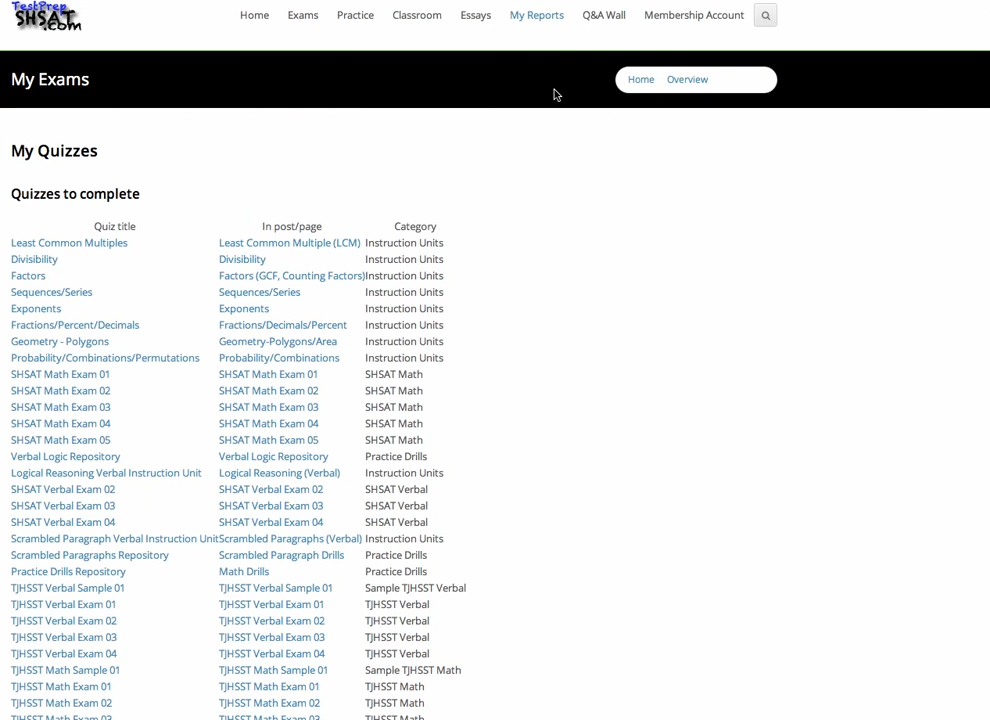 TestPrep
SHSAT
.com
Home Exams Practice Classroom Essays My Reports Q&A Wall Membership Account
My Exams
Home Overview
My Quizzes
Quizzes to complete
Quiz title In post/page Category
Least Common Multiples Least Common Multiple (LCM) Instruction Units
Divisibility Divisibility Instruction Units
Factors Factors (GCF, Counting Factors) Instruction Units
Sequences/Series Sequences/Series Instruction Units
Exponents Exponents Instruction Units
Fractions/Percent/Decimals Fractions/Decimals/Percent Instruction Units
Geometry - Polygons Geometry-Polygons/Area Instruction Units
Probability/Combinations/Permutations Probability/Combinations Instruction Units
SHSAT Math Exam 01 SHSAT Math Exam 01 SHSAT Math
SHSAT Math Exam 02 SHSAT Math Exam 02 SHSAT Math
SHSAT Math Exam 03 SHSAT Math Exam 03 SHSAT Math
SHSAT Math Exam 04 SHSAT Math Exam 04 SHSAT Math
SHSAT Math Exam 05 SHSAT Math Exam 05 SHSAT Math
Verbal Logic Repository Verbal Logic Repository Practice Drills
Logical Reasoning Verbal Instruction Unit Logical Reasoning (Verbal) Instruction Units
SHSAT Verbal Exam 02 SHSAT Verbal Exam 02 SHSAT Verbal
SHSAT Verbal Exam 03 SHSAT Verbal Exam 03 SHSAT Verbal
SHSAT Verbal Exam 04 SHSAT Verbal Exam 04 SHSAT Verbal
Scrambled Paragraph Verbal Instruction Unit Scrambled Paragraphs (Verbal) Instruction Units
Scrambled Paragraphs Repository Scrambled Paragraph Drills Practice Drills
Practice Drills Repository Math Drills Practice Drills
TJHSST Verbal Sample 01 TJHSST Verbal Sample 01 Sample TJHSST Verbal
TJHSST Verbal Exam 01 TJHSST Verbal Exam 01 TJHSST Verbal
TJHSST Verbal Exam 02 TJHSST Verbal Exam 02 TJHSST Verbal
TJHSST Verbal Exam 03 TJHSST Verbal Exam 03 TJHSST Verbal
TJHSST Verbal Exam 04 TJHSST Verbal Exam 04 TJHSST Verbal
TJHSST Math Sample 01 TJHSST Math Sample 01 Sample TJHSST Math
TJHSST Math Exam 01 TJHSST Math Exam 01 TJHSST Math
TJHSST Math Exam 02 TJHSST Math Exam 02 TJHSST Math
TJHSST Math Exam 03 TJHSST Math Exam 03 TJHSST Math